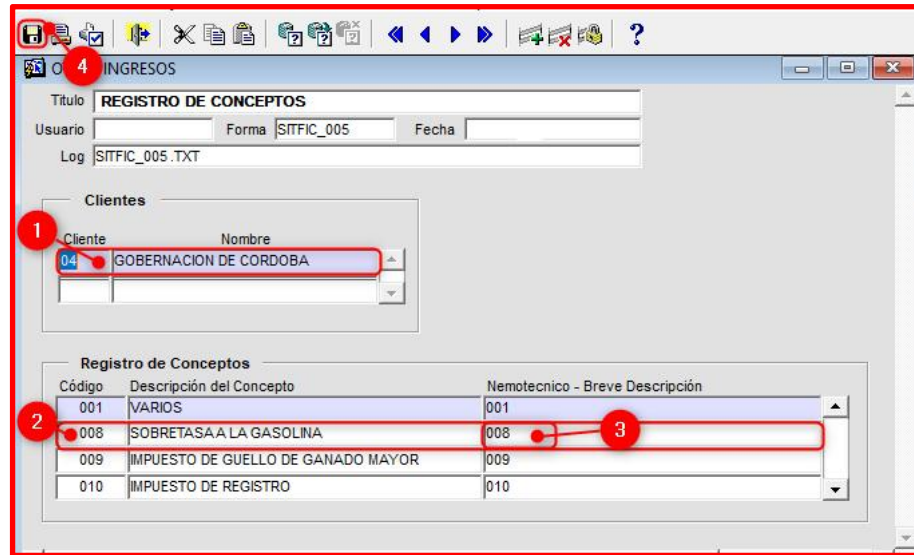 ?
4
O INGRESOS
Titulo REGISTRO DE CONCEPTOS
Usuario Forma SITFIC_005 Fecha
Log SITFIC_005.TXT
Clientes
1
Cliente Nombre
04 GOBERNACION DE CORDOBA
Registro de Conceptos
Código Descripción del Concepto Nemotecnico - Breve Descripción
001 VARIOS 001
2 008 SOBRETASA A LA GASOLINA 008 3
009 IMPUESTO DE GUELLO DE GANADO MAYOR 009
010 IMPUESTO DE REGISTRO 010